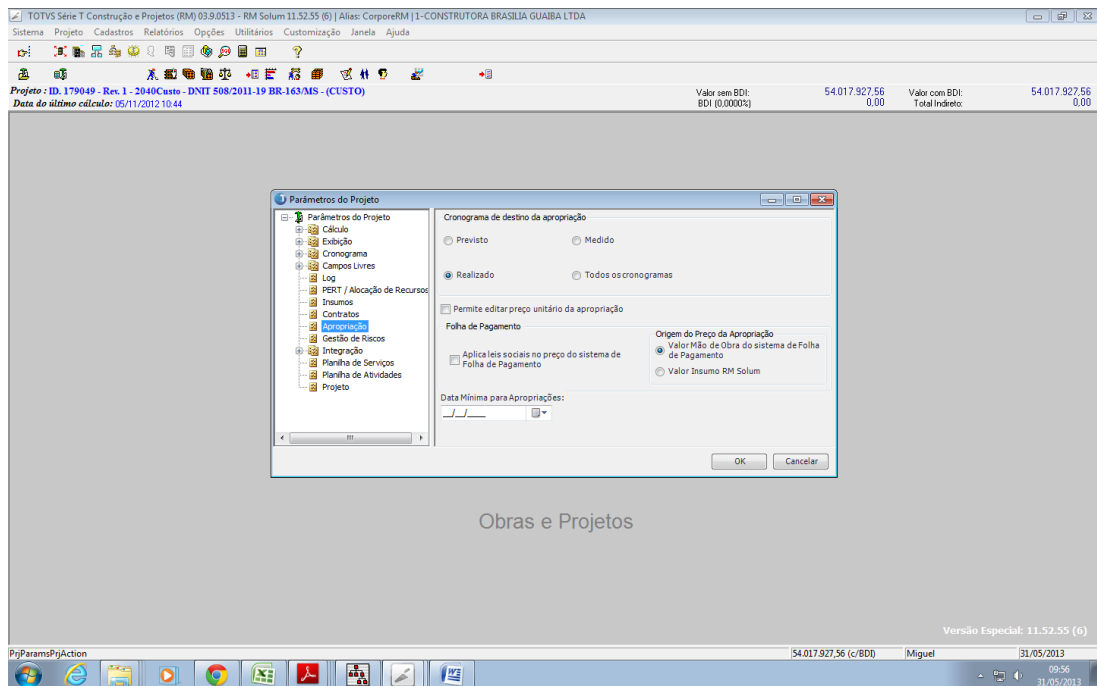 TOTVS Série T Construção e Projetos (RM) 03.9.0513 - RM Solum 11.52.55 (6) | Alias: CorporeRM | 1-CONSTRUTORA BRASILIA GUAIBA LTDA
Sistema Projeto Cadastros Relatórios Opções Utilitários Customização Janela Ajuda
Projeto : ID. 179049 - Rev. 1 - 2040Custo - DNIT 508/2011-19 BR-163/MS - (CUSTO)
Valor sem BDI: 54.017.927,56 Valor com BDI: 54.017.927,56
Data do último cálculo: 05/11/2012 10:44
BDI (0,0000%) 0,00 Total Indireto: 0,00
Parâmetros do Projeto
Parâmetros do Projeto
Cálculo
Exibição
Cronograma
Campos Livres
Log
PERT / Alocação de Recursos
Insumos
Contratos
Apropriação
Gestão de Riscos
Integração
Planilha de Serviços
Planilha de Atividades
Projeto
Cronograma de destino da apropriação
Previsto Medido
Realizado Todos os cronogramas
Permite editar preço unitário da apropriação
Folha de Pagamento
Aplica leis sociais no preço do sistema de
Folha de Pagamento
Origem do Preço da Apropriação
Valor Mão de Obra do sistema de Folha
de Pagamento
Valor Insumo RM Solum
Data Mínima para Apropriações:
__/__/____
OK Cancelar
Obras e Projetos
Versão Especial: 11.52.55 (6)
PrjParamsPrjAction 54.017.927,56 (c/BDI) Miguel 31/05/2013
09:56
31/05/2013